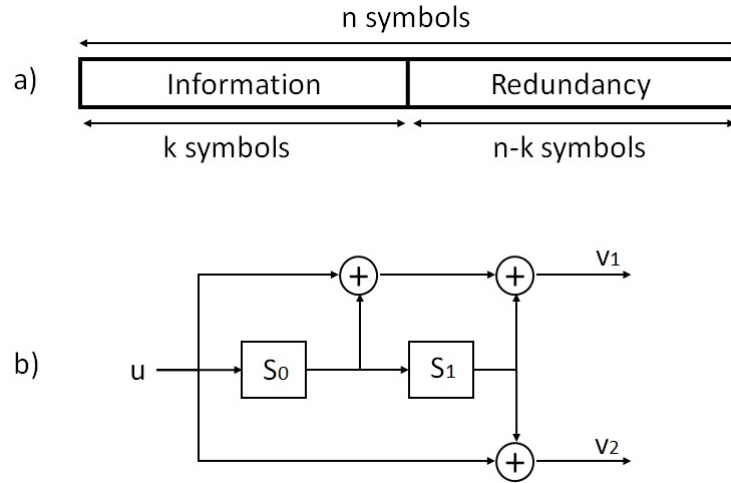 n symbols
a)
Information
Redundancy
k symbols
n-k symbols
b)
u
S0
S1
+
+
V1
+
V2